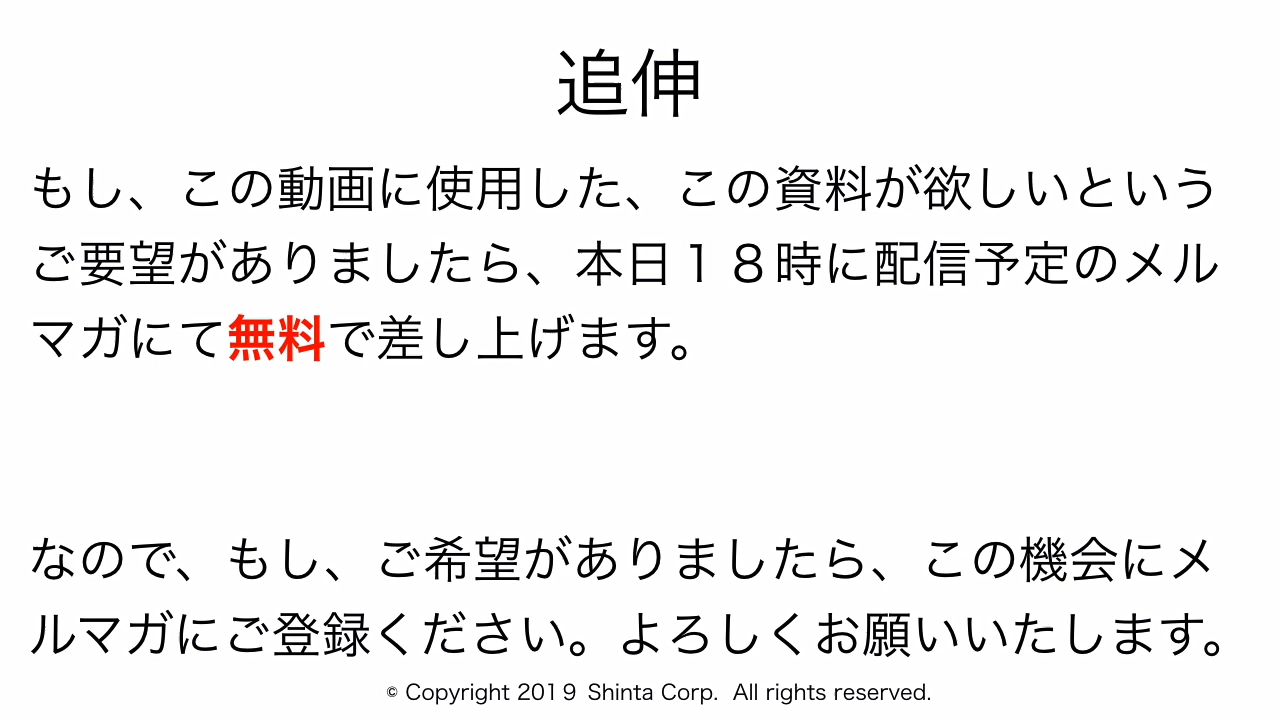 追伸
もし、この動画に使用した、この資料が欲しいという
ご要望がありましたら、本日１８時に配信予定のメル
マガにて無料で差し上げます。
なので、もし、ご希望がありましたら、この機会にメ
ルマガにご登録ください。よろしくお願いいたします。
© Copyright 201９ Shinta Corp. All rights reserved.